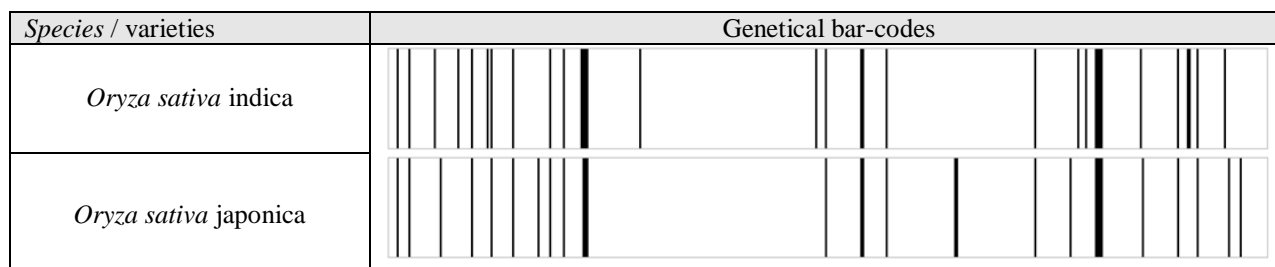 Species / varieties
Genetical bar-codes
Oryza sativa indica
Oryza sativa japonica